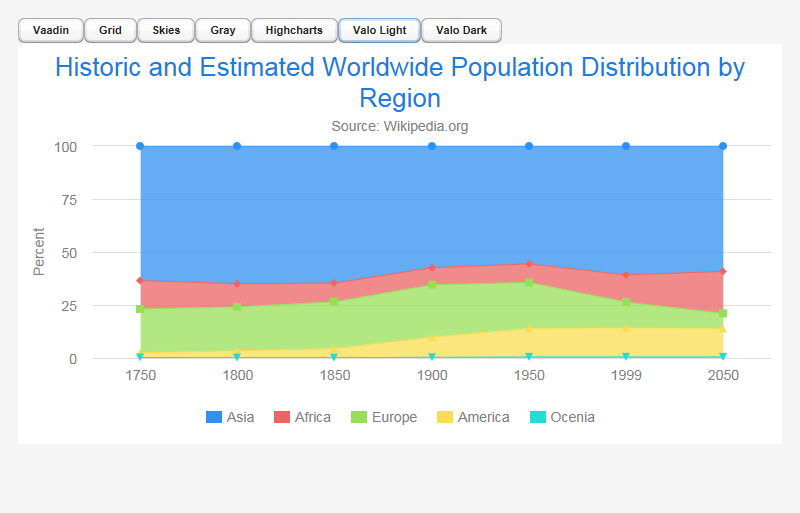 Vaadin Grid Skies Gray Highcharts Valo Light Valo Dark
Historic and Estimated Worldwide Population Distribution by
Region
Source: Wikipedia.org
Percent
100
75
50
25
0
1750 1800 1850 1900 1950 1999 2050
Asia Africa Europe America Ocenia